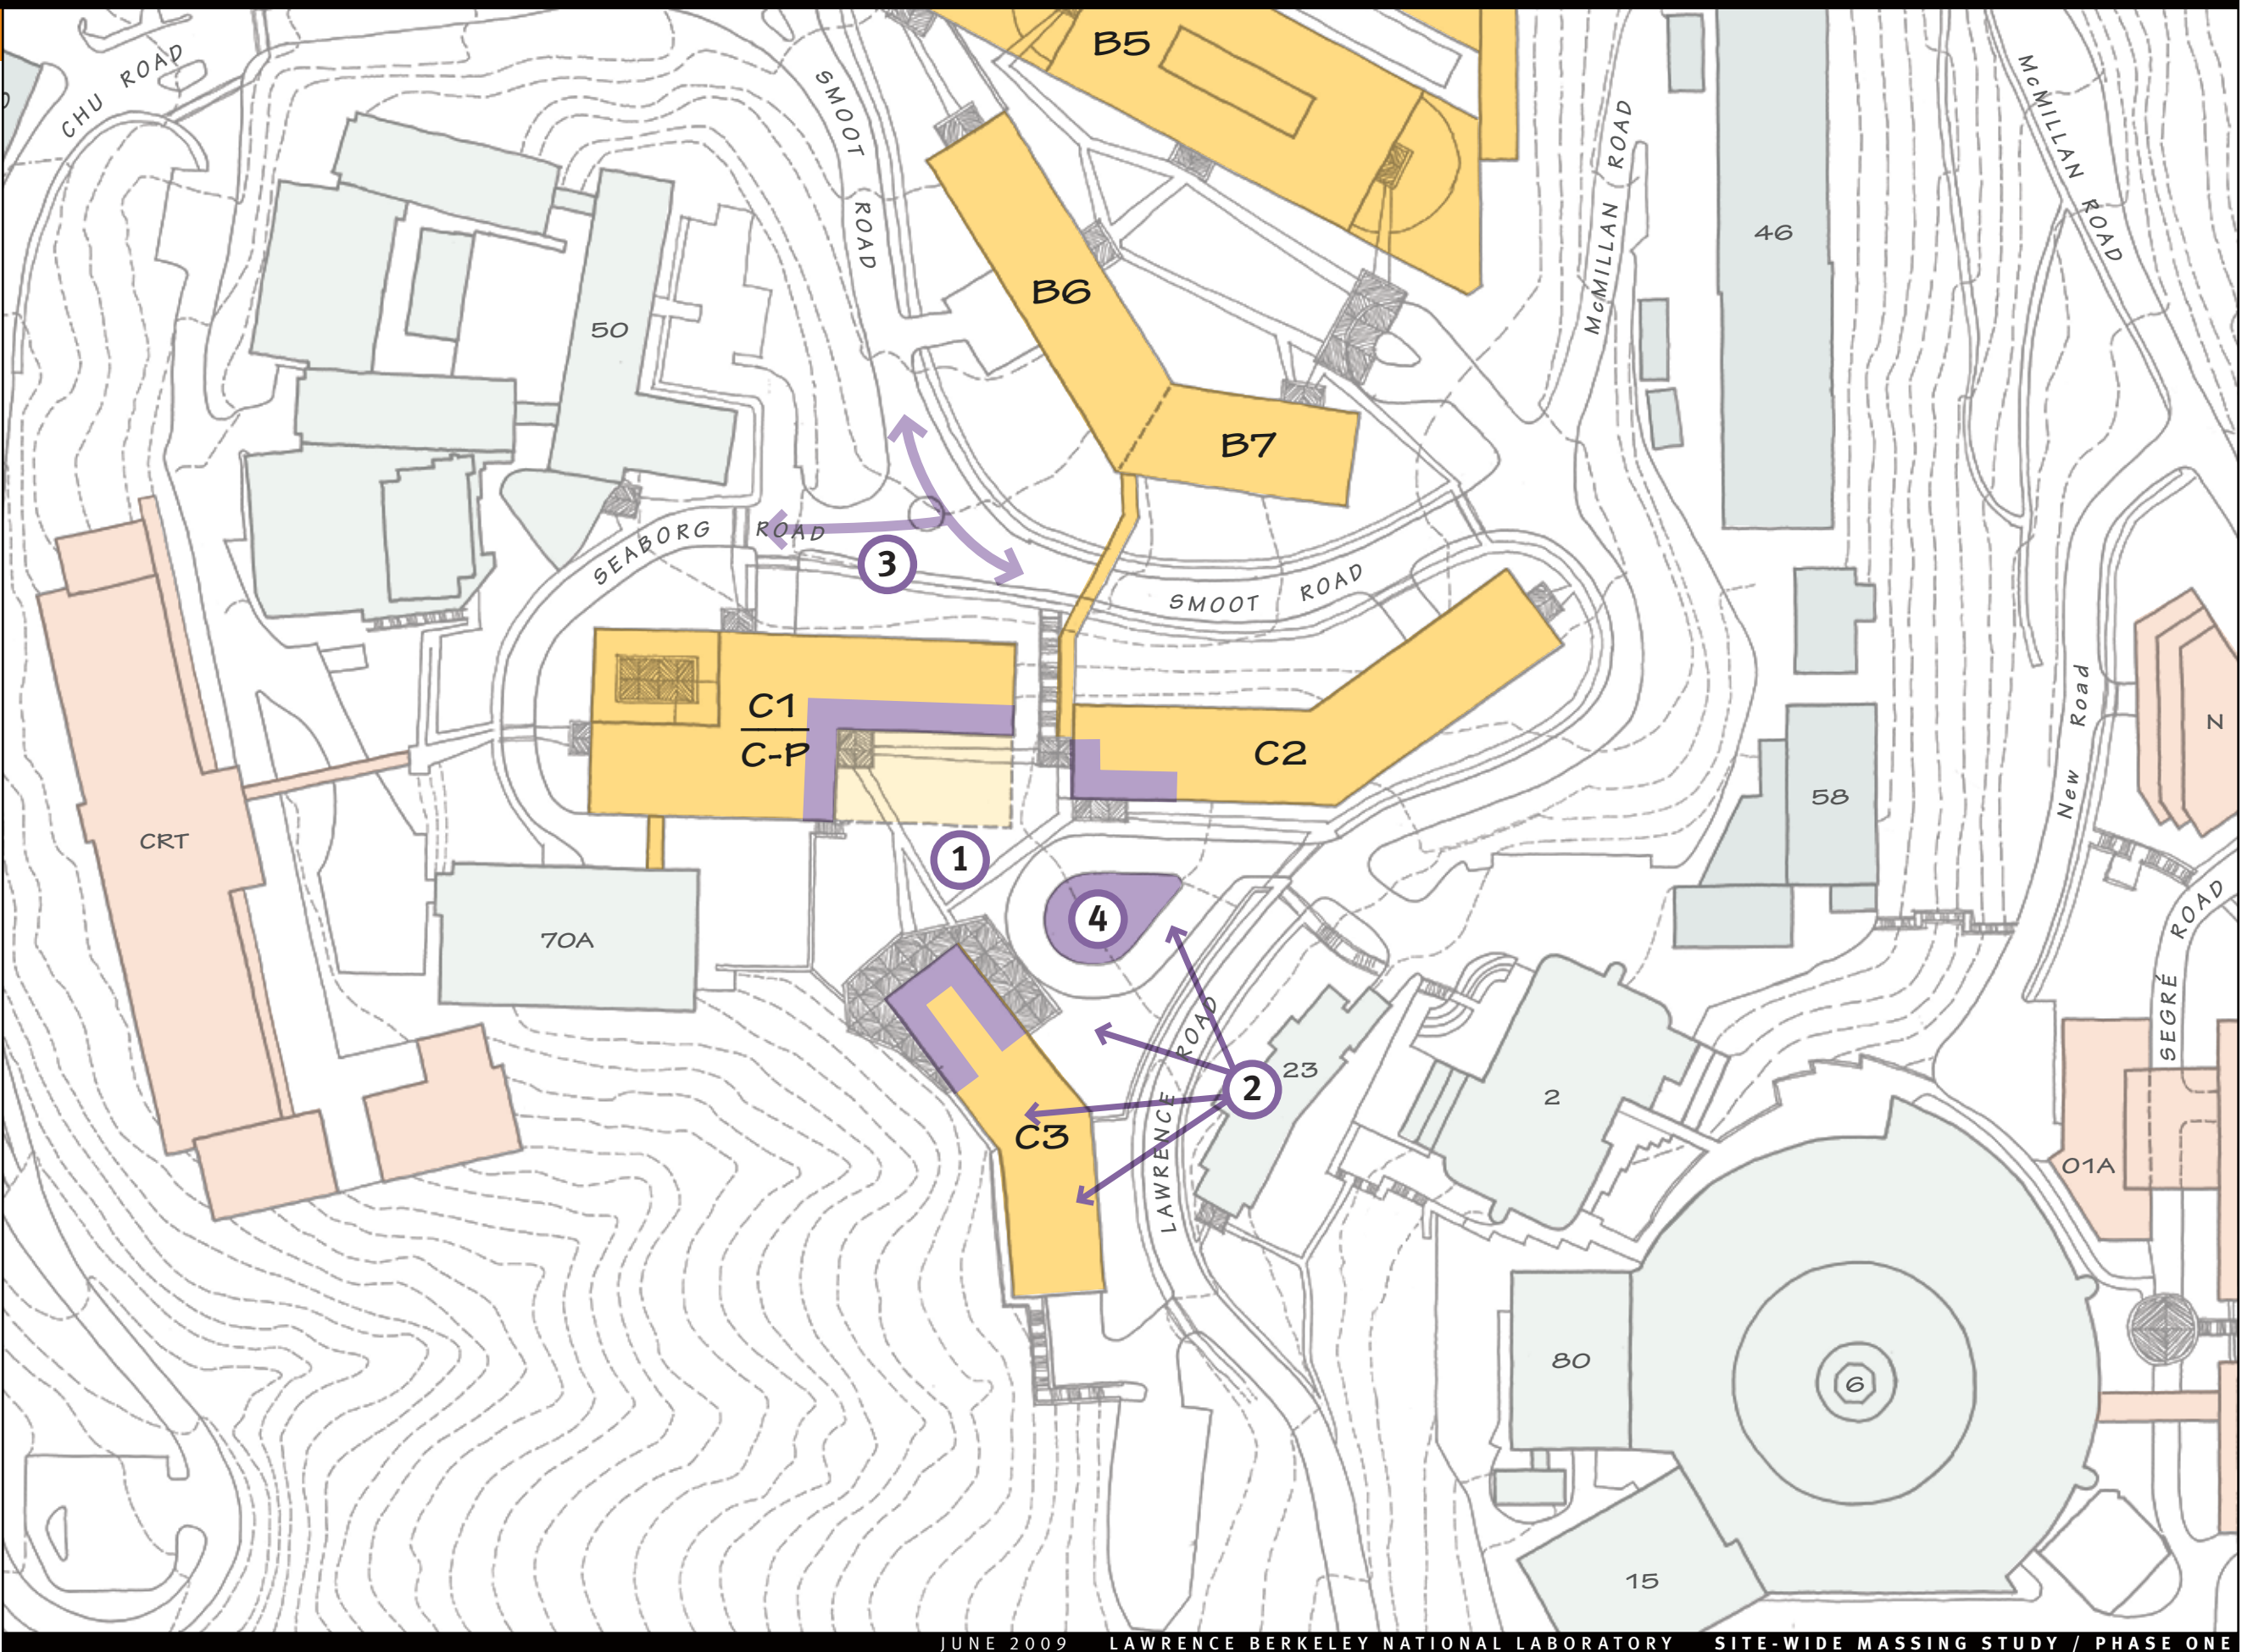 B5
CHU ROAD
SMOOT ROAD
McMILLAN ROAD
McMILLAN ROAD
46
B6
50
B7
SEABORG ROAD
3
SMOOT ROAD
C1
C-P
C2
New Road
N
58
CRT
1
4
70A
SEGRÉ ROAD
LAWRENCE ROAD
23
2
2
C3
01A
80
6
15
JUNE 2009 LAWRENCE BERKELEY NATIONAL LABORATORY SITE-WIDE MASSING STUDY / PHASE ONE